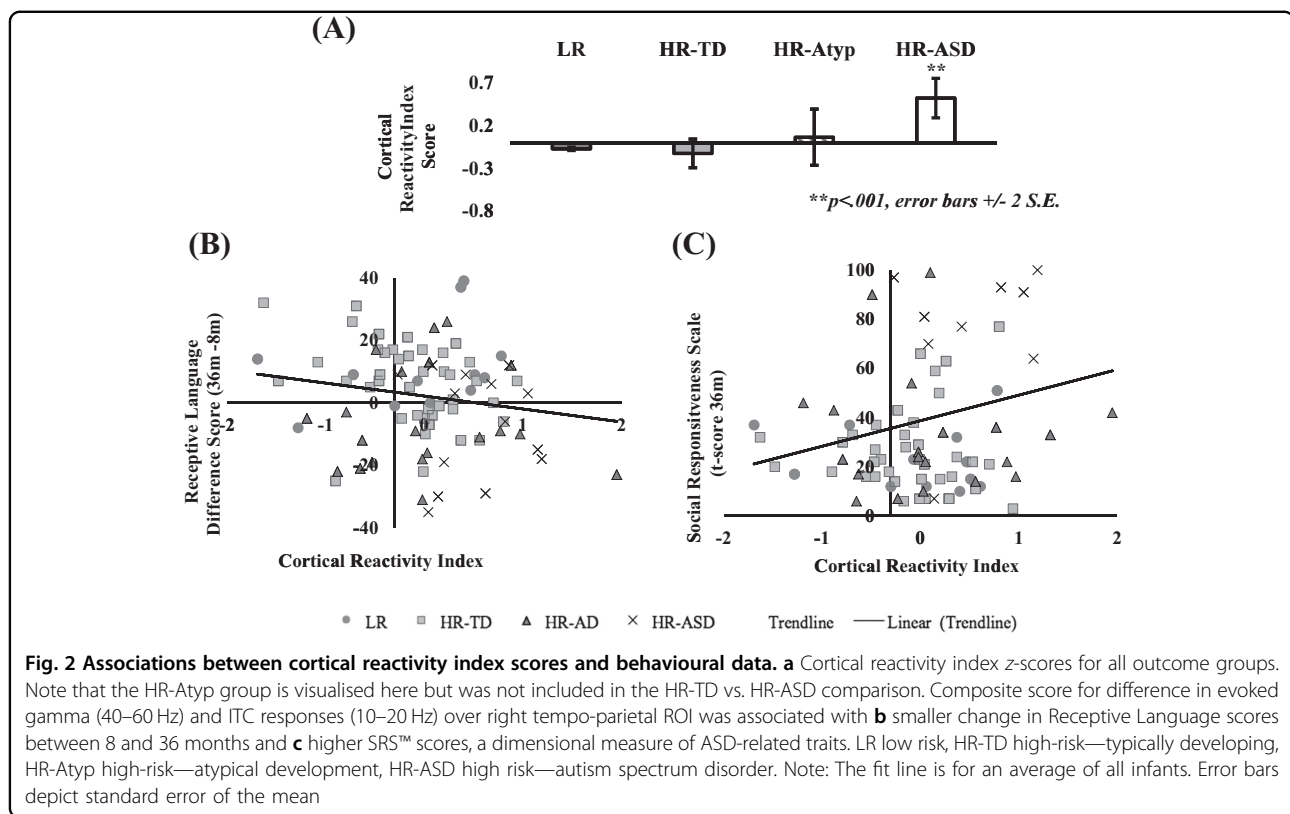 (A)
LR HR-TD HR-Atyp HR-ASD
**
0.7
0.2
-0.3
-0.8
Cortical
ReactivityIndex
Score
**p<.001, error bars +/- 2 S.E.
(B)
40
20
0
-20
-40
-2 -1 0 1 2
Receptive Language
Difference Score (36m -8m)
Cortical Reactivity Index
(C)
100
80
60
40
20
0
-2 -1 0 1 2
Social Responsitveness Scale
(t-score 36m)
Cortical Reactivity Index
LR HR-TD HR-AD HR-ASD Trendline Linear (Trendline)
Fig. 2 Associations between cortical reactivity index scores and behavioural data. a Cortical reactivity index z-scores for all outcome groups.
Note that the HR-Atyp group is visualised here but was not included in the HR-TD vs. HR-ASD comparison. Composite score for difference in evoked
gamma (40–60 Hz) and ITC responses (10–20 Hz) over right tempo-parietal ROI was associated with b smaller change in Receptive Language scores
between 8 and 36 months and c higher SRS™ scores, a dimensional measure of ASD-related traits. LR low risk, HR-TD high-risk—typically developing,
HR-Atyp high-risk—atypical development, HR-ASD high risk—autism spectrum disorder. Note: The fit line is for an average of all infants. Error bars
depict standard error of the mean